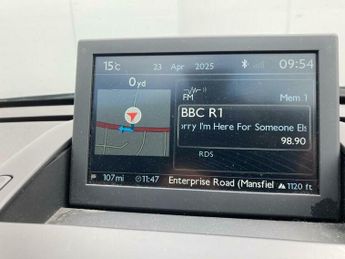 15°C 23 Apr 2025 09:54
0yd
FM Mem 1
BBC R1
orry I'm Here For Someone Els
98.90
RDS
107mi 11:47 Enterprise Road (Mansfiel 1120 ft